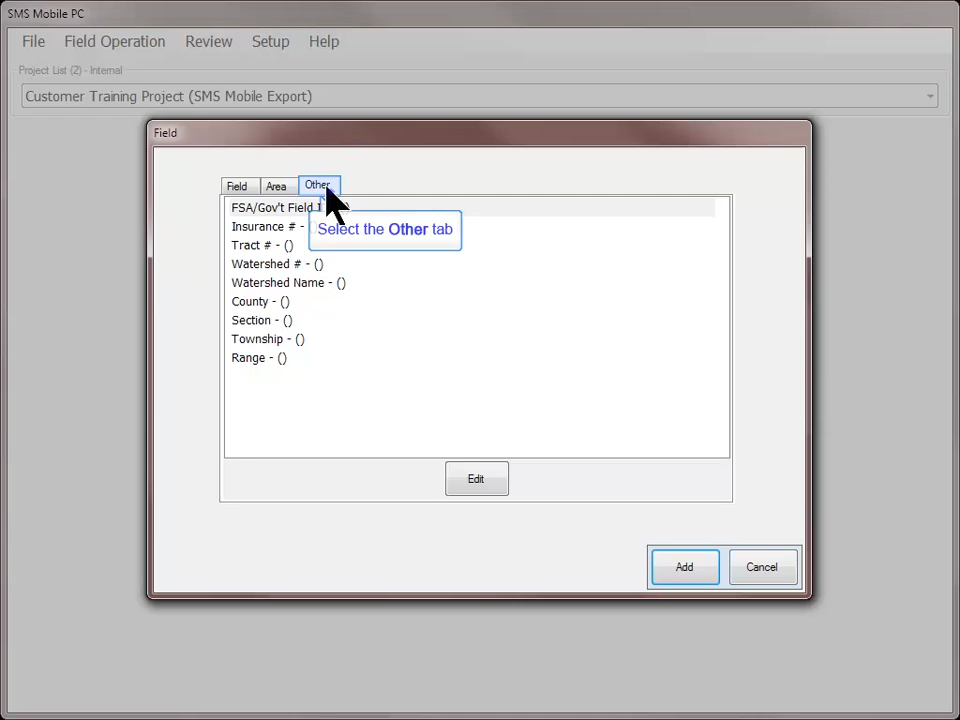 SMS Mobile PC
File Field Operation Review Setup Help
Project List (2) - Internal
Customer Training Project (SMS Mobile Export)
Field
Field Area Other
FSA/Gov't Field
Insurance # -
Select the Other tab
Tract # - ()
Watershed # - ()
Watershed Name - ()
County - ()
Section - ()
Township - ()
Range - ()
Edit
Add Cancel